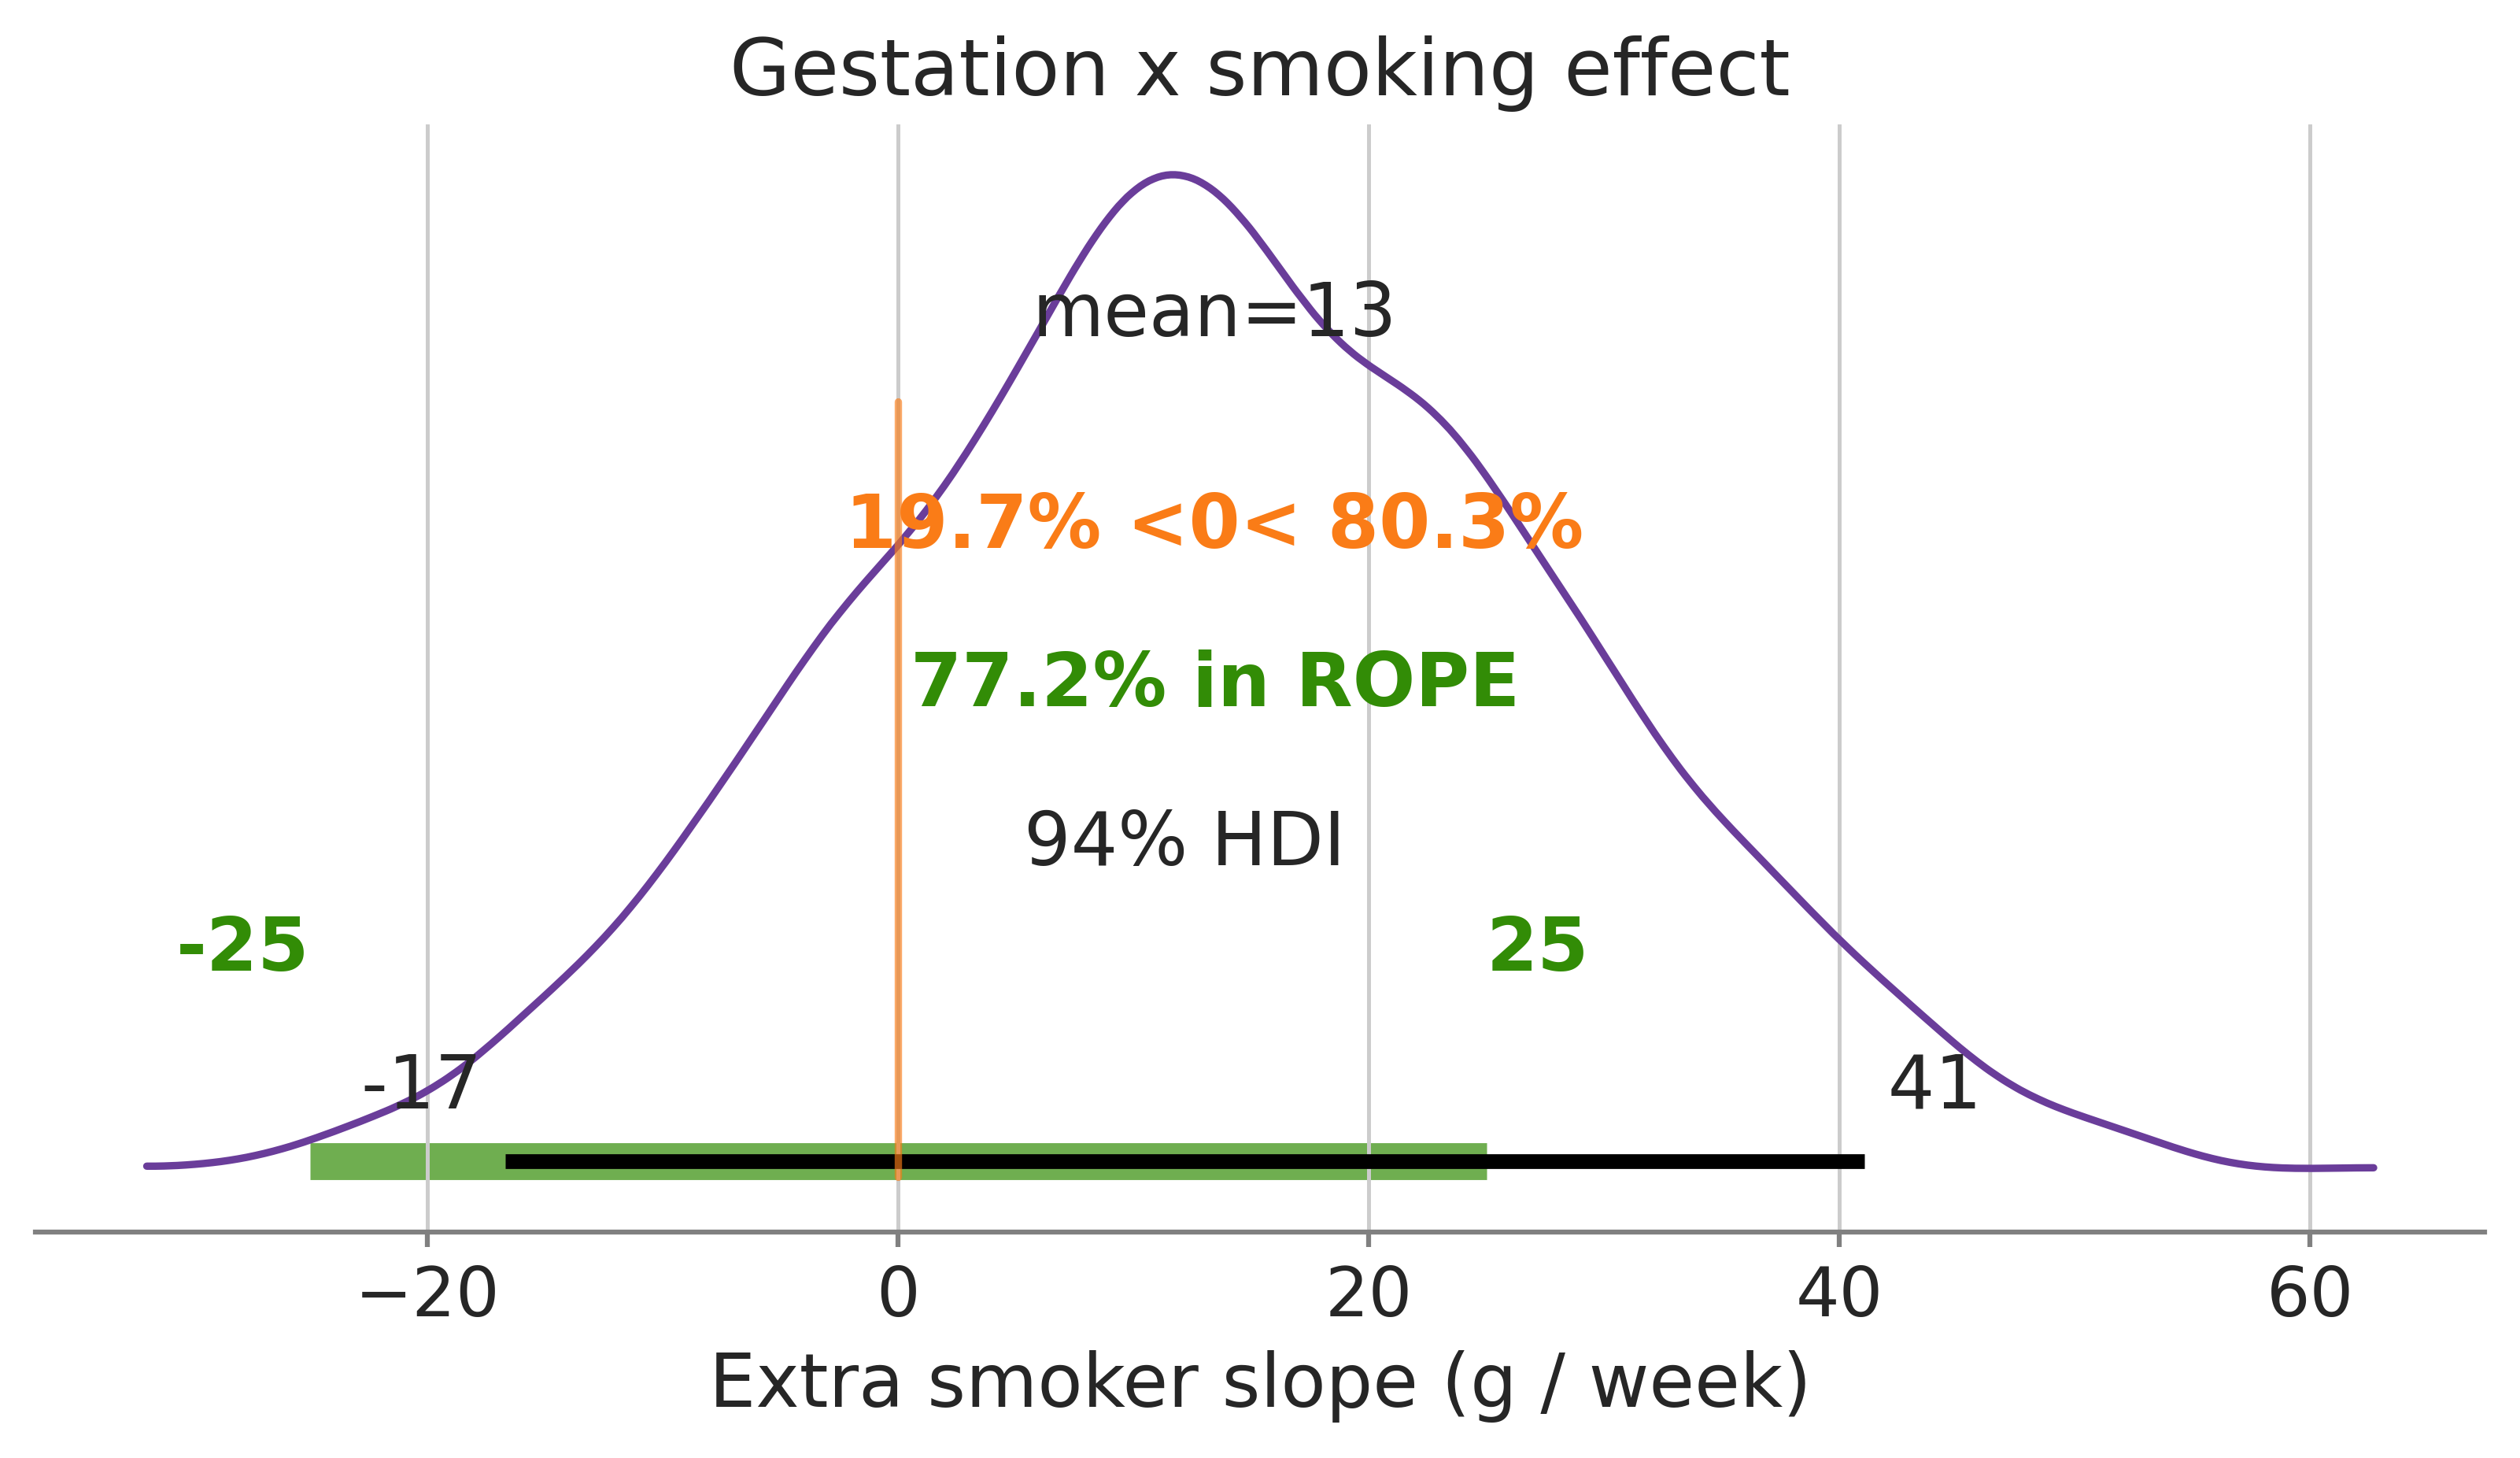 Gestation x smoking effect
mean=13
19.7% <0< 80.3%
77.2% in ROPE
94% HDI
-25 25
-17 41
−20 0 20 40 60
Extra smoker slope (g / week)